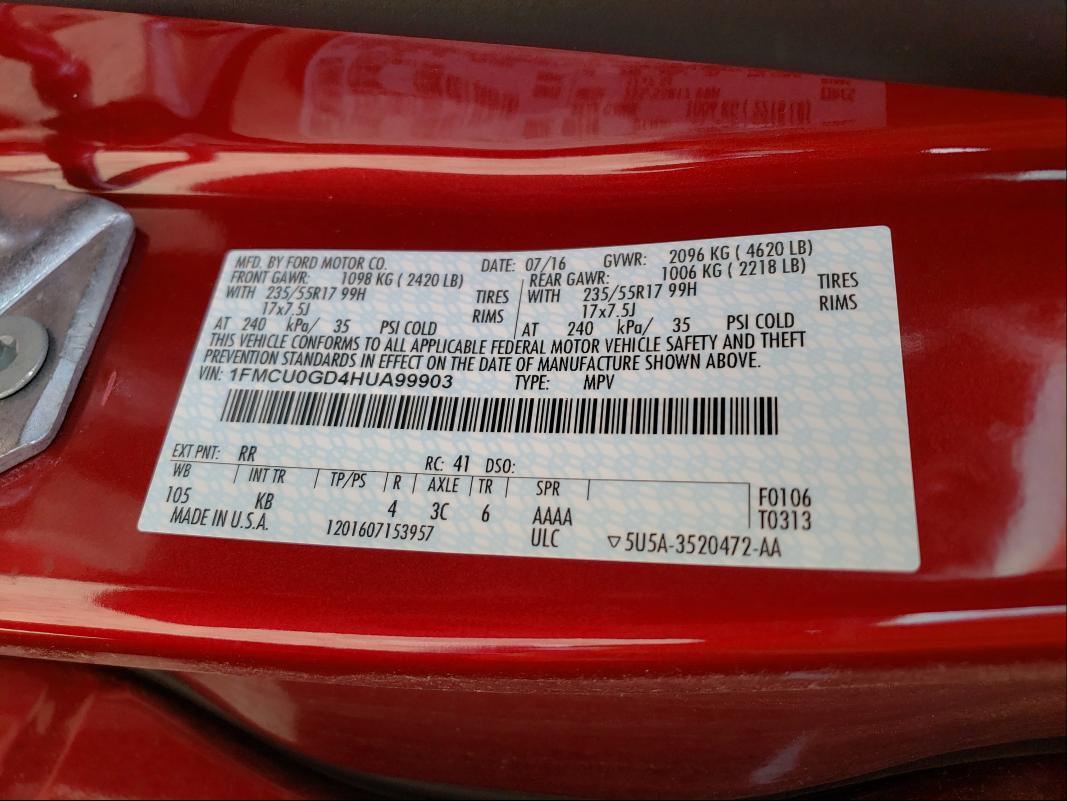 MFD. BY FORD MOTOR CO. DATE: 07/16 GVWR: 2096 KG ( 4620 LB)
FRONT GAWR: 1098 KG ( 2420 LB) REAR GAWR: 1006 KG ( 2218 LB)
WITH 235/55R17 99H TIRES WITH 235/55R17 99H TIRES
17x7.5J RIMS 17x7.5J RIMS
AT 240 kPa/ 35 PSI COLD AT 240 kPa/ 35 PSI COLD
THIS VEHICLE CONFORMS TO ALL APPLICABLE FEDERAL MOTOR VEHICLE SAFETY AND THEFT
PREVENTION STANDARDS IN EFFECT ON THE DATE OF MANUFACTURE SHOWN ABOVE.
VIN: 1FMCU0GD4HUA99903 TYPE: MPV
EXT PNT: RR RC: 41 DSO:
WB INT TR TP/PS R AXLE TR SPR
105 KB 4 3C 6 AAAA F0106
MADE IN U.S.A. 1201607153957 ULC T0313
▽5U5A-3520472-AA